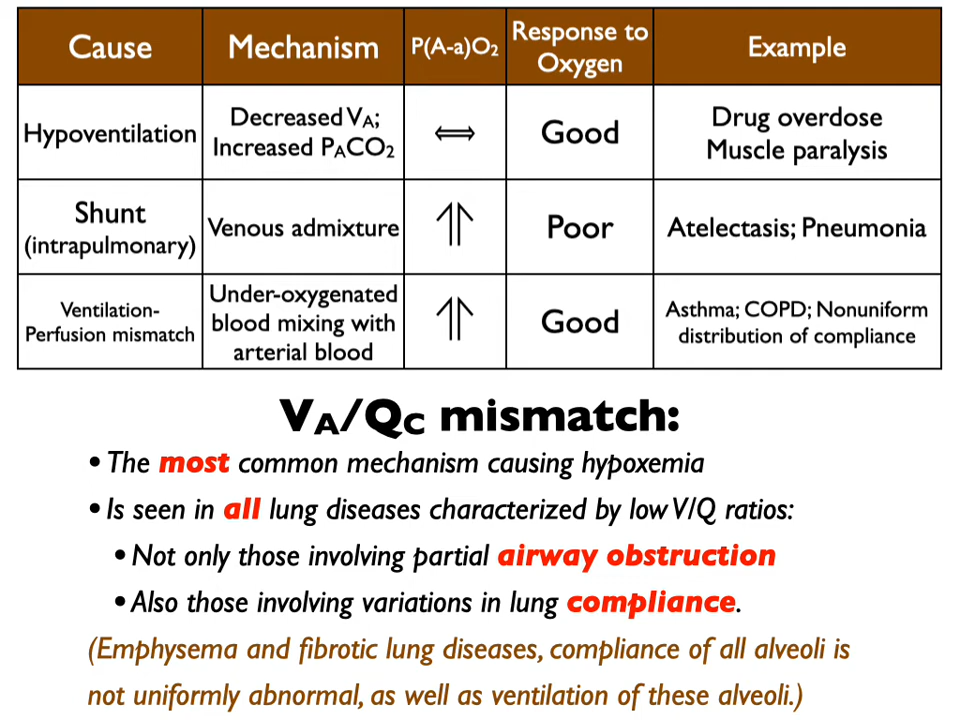 Cause Mechanism P(A-a)O₂ Response to Oxygen Example
Hypoventilation
Decreased VA;
Increased PACO₂
⟺
Good
Drug overdose
Muscle paralysis
Shunt
(intrapulmonary)
Venous admixture
⇑
Poor
Atelectasis; Pneumonia
Ventilation-
Perfusion mismatch
Under-oxygenated
blood mixing with
arterial blood
⇑
Good
Asthma; COPD; Nonuniform
distribution of compliance
VA/QC mismatch:
• The most common mechanism causing hypoxemia
• Is seen in all lung diseases characterized by low V/Q ratios:
• Not only those involving partial airway obstruction
• Also those involving variations in lung compliance.
(Emphysema and fibrotic lung diseases, compliance of all alveoli is
not uniformly abnormal, as well as ventilation of these alveoli.)